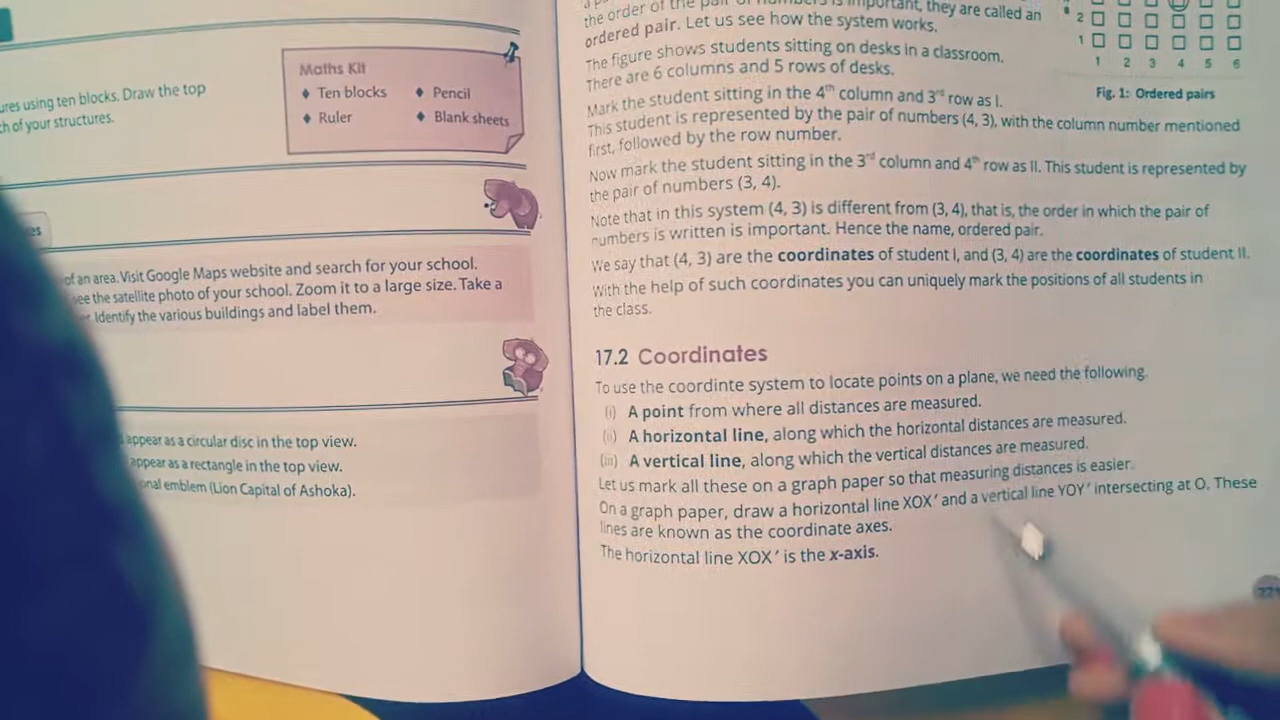 ures using ten blocks. Draw the top
ch of your structures.
Maths Kit
♦ Ten blocks ♦ Pencil
♦ Ruler ♦ Blank sheets
es
of an area. Visit Google Maps website and search for your school.
ee the satellite photo of your school. Zoom it to a large size. Take a
Identify the various buildings and label them.
appear as a circular disc in the top view.
appear as a rectangle in the top view.
onal emblem (Lion Capital of Ashoka).
the order of the pair of numbers is important, they are called an
ordered pair. Let us see how the system works.
The figure shows students sitting on desks in a classroom.
There are 6 columns and 5 rows of desks.
Mark the student sitting in the 4th column and 3rd row as I.
This student is represented by the pair of numbers (4, 3), with the column number mentioned
first, followed by the row number.
Now mark the student sitting in the 3rd column and 4th row as II. This student is represented by
the pair of numbers (3, 4).
Note that in this system (4, 3) is different from (3, 4), that is, the order in which the pair of
numbers is written is important. Hence the name, ordered pair.
We say that (4, 3) are the coordinates of student I, and (3, 4) are the coordinates of student II.
With the help of such coordinates you can uniquely mark the positions of all students in
the class.
2
1
1 2 3 4 5 6
Fig. 1: Ordered pairs
17.2 Coordinates
To use the coordinte system to locate points on a plane, we need the following.
(i) A point from where all distances are measured.
(ii) A horizontal line, along which the horizontal distances are measured.
(iii) A vertical line, along which the vertical distances are measured.
Let us mark all these on a graph paper so that measuring distances is easier.
On a graph paper, draw a horizontal line XOX′ and a vertical line YOY′ intersecting at O. These
lines are known as the coordinate axes.
The horizontal line XOX′ is the x-axis.